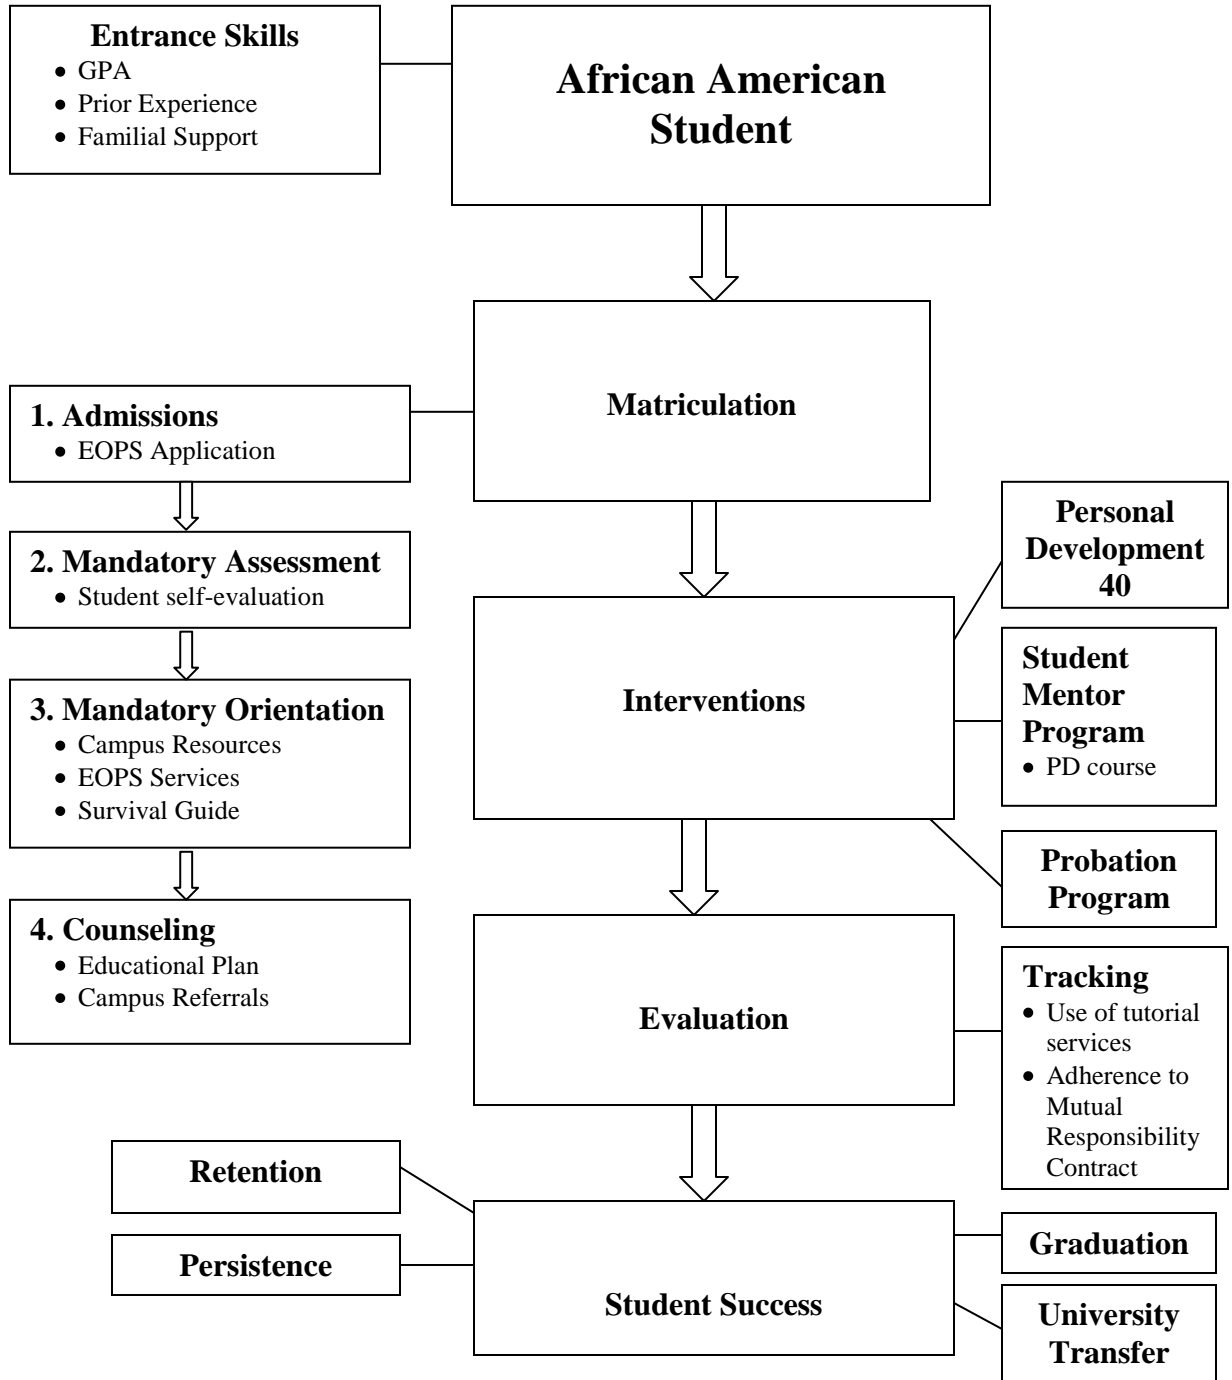 Entrance Skills
• GPA
• Prior Experience
• Familial Support
African American
Student
Matriculation
1. Admissions
• EOPS Application
2. Mandatory Assessment
• Student self-evaluation
3. Mandatory Orientation
• Campus Resources
• EOPS Services
• Survival Guide
4. Counseling
• Educational Plan
• Campus Referrals
Interventions
Personal
Development
40
Student
Mentor
Program
• PD course
Probation
Program
Evaluation
Tracking
• Use of tutorial
services
• Adherence to
Mutual
Responsibility
Contract
Retention
Persistence
Student Success
Graduation
University
Transfer